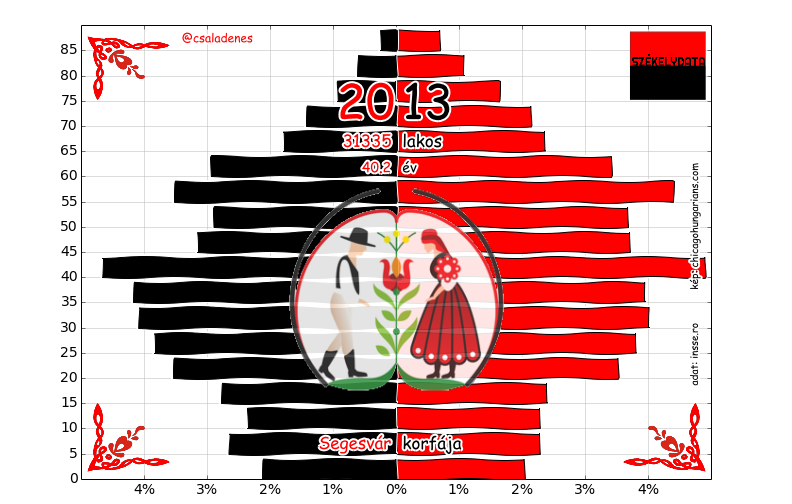 @csaladenes
SZÉKELYDATA
2013
31335 lakos
40.2 év
kép: chicagohungarians.com
adat: insse.ro
Segesvár korfája
85
80
75
70
65
60
55
50
45
40
35
30
25
20
15
10
5
0
4% 3% 2% 1% 0% 1% 2% 3% 4%